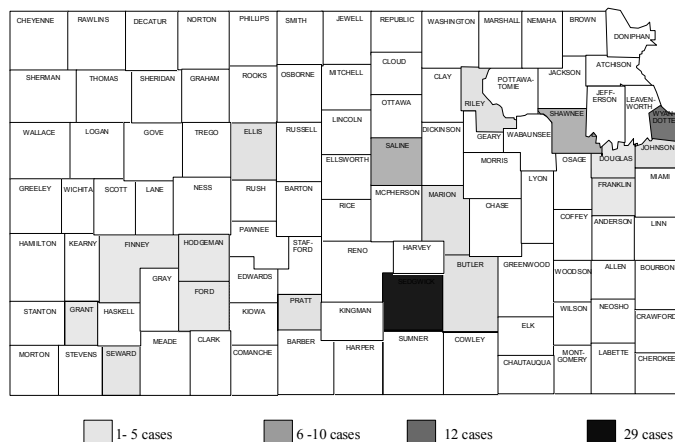 CHEYENNE RAWLINS DECATUR NORTON PHILLIPS SMITH JEWELL REPUBLIC WASHINGTON MARSHALL NEMAHA BROWN
DONIPHAN
SHERMAN THOMAS SHERIDAN GRAHAM ROOKS OSBORNE MITCHELL CLOUD CLAY RILEY POTTAWA-
TOMIE JACKSON ATCHISON
JEFF-
ERSON LEAVEN-
WORTH WYAN
DOTTE
OTTAWA
LINCOLN
WALLACE LOGAN GOVE TREGO ELLIS RUSSELL SALINE DICKINSON GEARY WABAUNSEE SHAWNEE
DOUGLAS JOHNSON
ELLSWORTH MORRIS OSAGE
GREELEY WICHITA SCOTT LANE NESS RUSH BARTON RICE MCPHERSON MARION CHASE LYON FRANKLIN MIAMI
HAMILTON KEARNY FINNEY HODGEMAN PAWNEE STAF-
FORD RENO HARVEY COFFEY ANDERSON LINN
GRAY EDWARDS BUTLER GREENWOOD WOODSON ALLEN BOURBON
STANTON GRANT HASKELL FORD KIOWA PRATT KINGMAN SEDGWICK WILSON NEOSHO CRAWFORD
ELK
MORTON STEVENS SEWARD MEADE CLARK COMANCHE BARBER HARPER SUMNER COWLEY CHAUTAUQUA MONT-
GOMERY LABETTE CHEROKEE
1- 5 cases 6 -10 cases 12 cases 29 cases